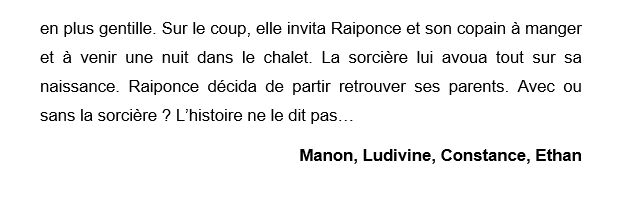 en plus gentille. Sur le coup, elle invita Raiponce et son copain à manger
et à venir une nuit dans le chalet. La sorcière lui avoua tout sur sa
naissance. Raiponce décida de partir retrouver ses parents. Avec ou
sans la sorcière ? L’histoire ne le dit pas…
Manon, Ludivine, Constance, Ethan